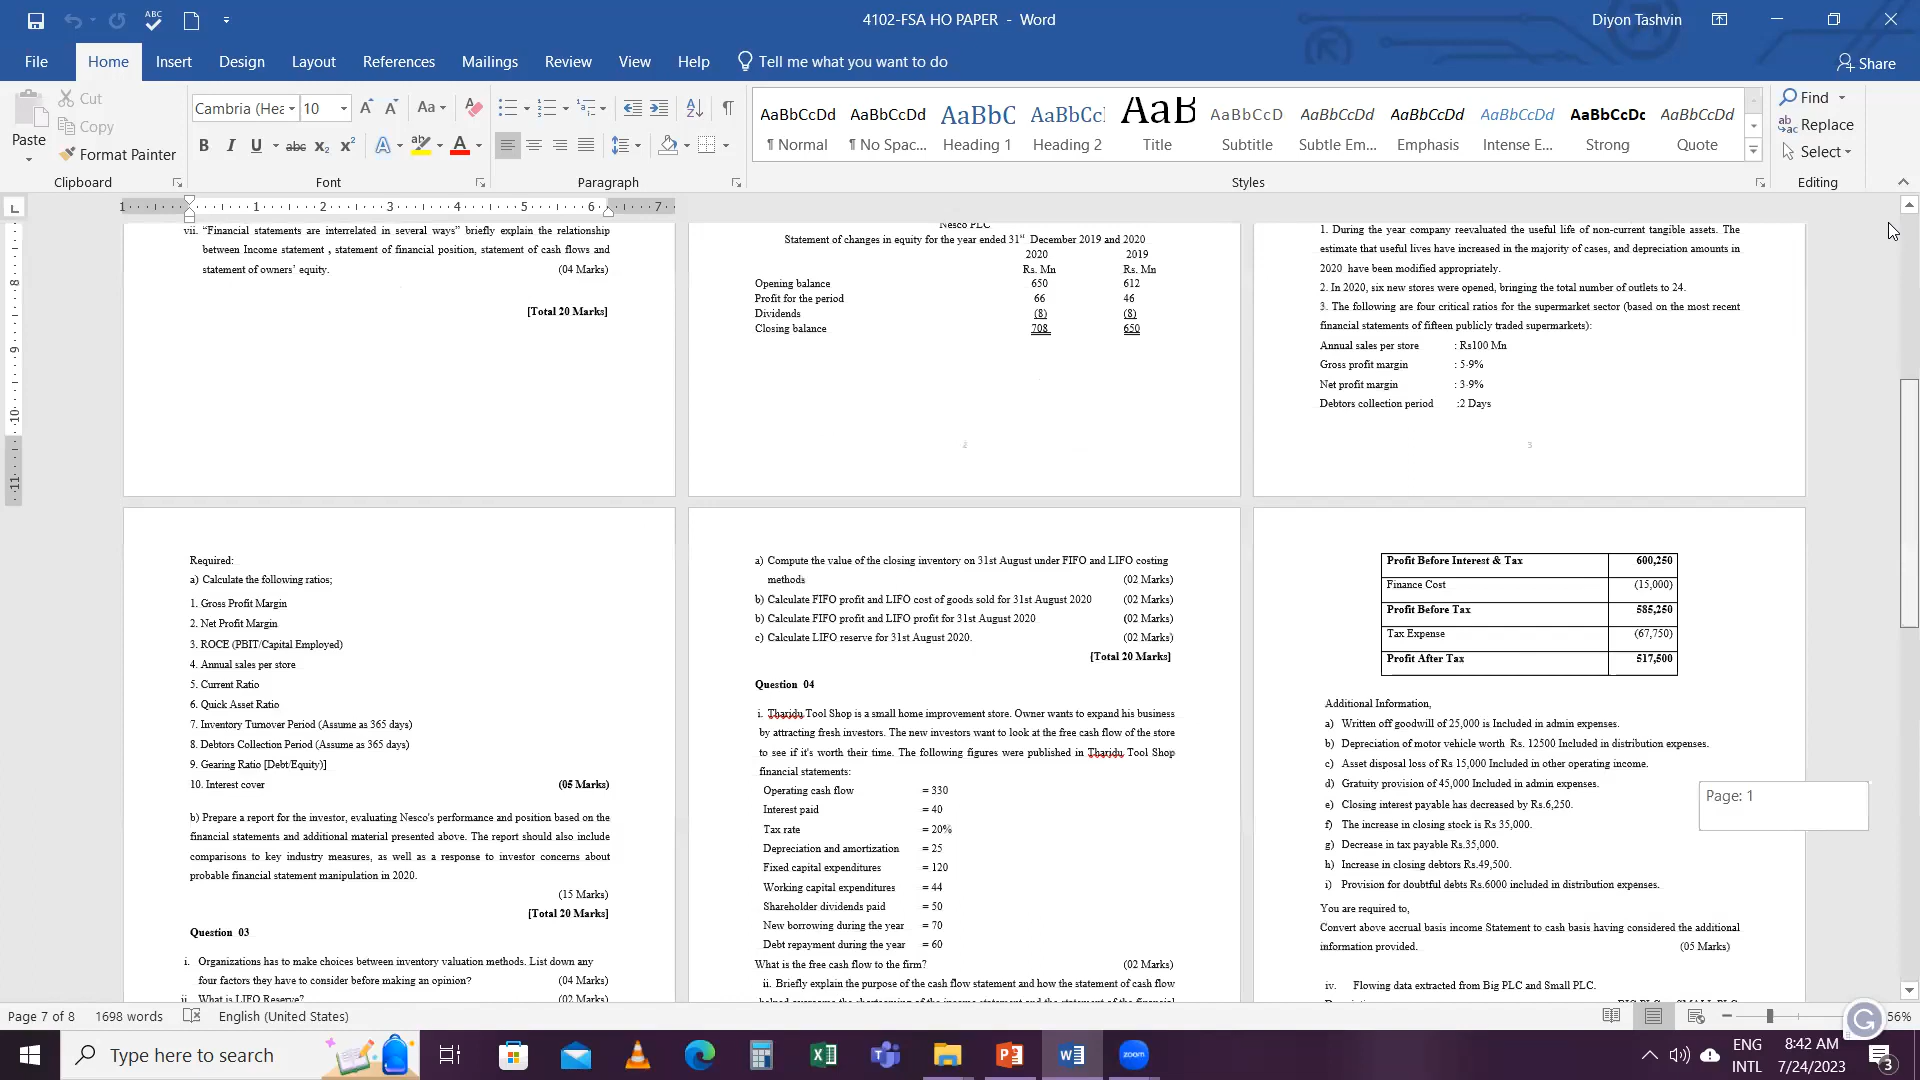 4102-FSA HO PAPER - Word
Diyon Tashvin
File Home Insert Design Layout References Mailings Review View Help Tell me what you want to do
Share
Paste
Cut
Copy
Format Painter
Clipboard
Cambria (Hea 10
Font
Paragraph
AaBbCcDd AaBbCcDd AaBbC AaBbCcI AaB AaBbCcD AaBbCcDd AaBbCcDd AaBbCcDd AaBbCcDc AaBbCcDd
¶ Normal ¶ No Spac... Heading 1 Heading 2 Title Subtitle Subtle Em... Emphasis Intense E... Strong Quote
Styles
Find
Replace
Select
Editing
vii. “Financial statements are interrelated in several ways” briefly explain the relationship
between Income statement , statement of financial position, statement of cash flows and
statement of owners’ equity. (04 Marks)
[Total 20 Marks]
Nesco PLC
Statement of changes in equity for the year ended 31st December 2019 and 2020
2020 2019
Rs. Mn Rs. Mn
Opening balance 650 612
Profit for the period 66 46
Dividends (8) (8)
Closing balance 708 650
2
1. During the year company reevaluated the useful life of non-current tangible assets. The
estimate that useful lives have increased in the majority of cases, and depreciation amounts in
2020 have been modified appropriately.
2. In 2020, six new stores were opened, bringing the total number of outlets to 24.
3. The following are four critical ratios for the supermarket sector (based on the most recent
financial statements of fifteen publicly traded supermarkets):
Annual sales per store : Rs100 Mn
Gross profit margin : 5-9%
Net profit margin : 3-9%
Debtors collection period :2 Days
3
Required:
a) Calculate the following ratios;
1. Gross Profit Margin
2. Net Profit Margin
3. ROCE (PBIT/Capital Employed)
4. Annual sales per store
5. Current Ratio
6. Quick Asset Ratio
7. Inventory Turnover Period (Assume as 365 days)
8. Debtors Collection Period (Assume as 365 days)
9. Gearing Ratio [Debt/Equity)]
10. Interest cover (05 Marks)
b) Prepare a report for the investor, evaluating Nesco's performance and position based on the
financial statements and additional material presented above. The report should also include
comparisons to key industry measures, as well as a response to investor concerns about
probable financial statement manipulation in 2020.
(15 Marks)
[Total 20 Marks]
Question 03
i. Organizations has to make choices between inventory valuation methods. List down any
four factors they have to consider before making an opinion? (04 Marks)
ii. What is LIFO Reserve? (02 Marks)
a) Compute the value of the closing inventory on 31st August under FIFO and LIFO costing
methods (02 Marks)
b) Calculate FIFO profit and LIFO cost of goods sold for 31st August 2020 (02 Marks)
b) Calculate FIFO profit and LIFO profit for 31st August 2020 (02 Marks)
c) Calculate LIFO reserve for 31st August 2020. (02 Marks)
[Total 20 Marks]
Question 04
i. Tharidu Tool Shop is a small home improvement store. Owner wants to expand his business
by attracting fresh investors. The new investors want to look at the free cash flow of the store
to see if it's worth their time. The following figures were published in Tharidu Tool Shop
financial statements:
Operating cash flow = 330
Interest paid = 40
Tax rate = 20%
Depreciation and amortization = 25
Fixed capital expenditures = 120
Working capital expenditures = 44
Shareholder dividends paid = 50
New borrowing during the year = 70
Debt repayment during the year = 60
What is the free cash flow to the firm? (02 Marks)
ii. Briefly explain the purpose of the cash flow statement and how the statement of cash flow
Profit Before Interest & Tax 600,250
Finance Cost (15,000)
Profit Before Tax 585,250
Tax Expense (67,750)
Profit After Tax 517,500
Additional Information,
a) Written off goodwill of 25,000 is Included in admin expenses.
b) Depreciation of motor vehicle worth Rs. 12500 Included in distribution expenses.
c) Asset disposal loss of Rs 15,000 Included in other operating income.
d) Gratuity provision of 45,000 Included in admin expenses.
e) Closing interest payable has decreased by Rs.6,250.
f) The increase in closing stock is Rs 35,000.
g) Decrease in tax payable Rs.35,000.
h) Increase in closing debtors Rs.49,500.
i) Provision for doubtful debts Rs.6000 included in distribution expenses.
You are required to,
Convert above accrual basis income Statement to cash basis having considered the additional
information provided. (05 Marks)
iv. Flowing data extracted from Big PLC and Small PLC.
Page: 1
Page 7 of 8 1698 words English (United States)
56%
Type here to search
zoom
ENG
INTL
8:42 AM
7/24/2023
3